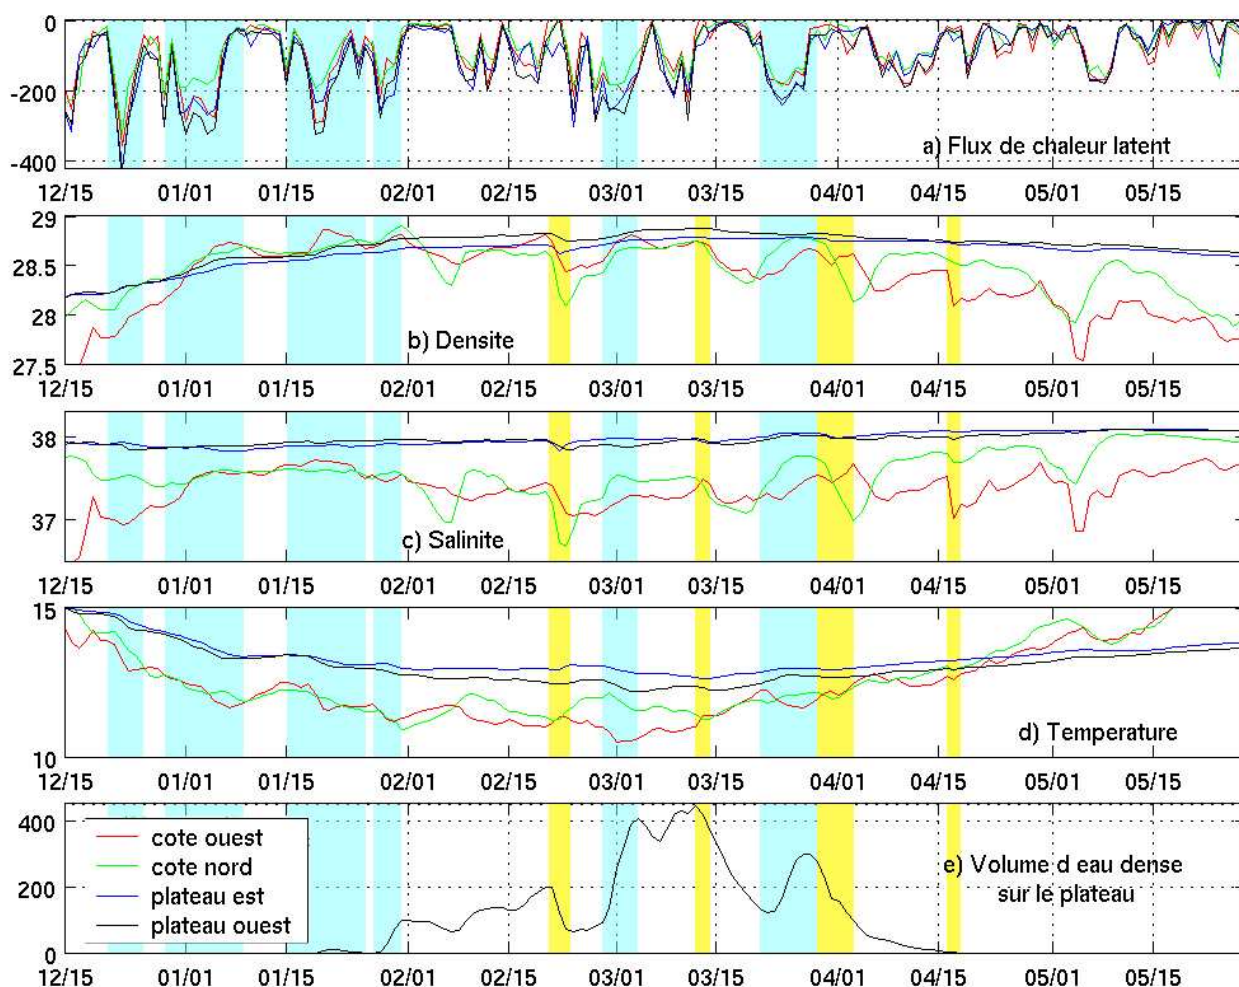 0
-200
-400
a) Flux de chaleur latent
12/15 01/01 01/15 02/01 02/15 03/01 03/15 04/01 04/15 05/01 05/15
29
28.5
28
27.5
b) Densite
12/15 01/01 01/15 02/01 02/15 03/01 03/15 04/01 04/15 05/01 05/15
38
37
c) Salinite
12/15 01/01 01/15 02/01 02/15 03/01 03/15 04/01 04/15 05/01 05/15
15
10
d) Temperature
12/15 01/01 01/15 02/01 02/15 03/01 03/15 04/01 04/15 05/01 05/15
400
200
0
cote ouest
cote nord
plateau est
plateau ouest
e) Volume d eau dense
sur le plateau
12/15 01/01 01/15 02/01 02/15 03/01 03/15 04/01 04/15 05/01 05/15